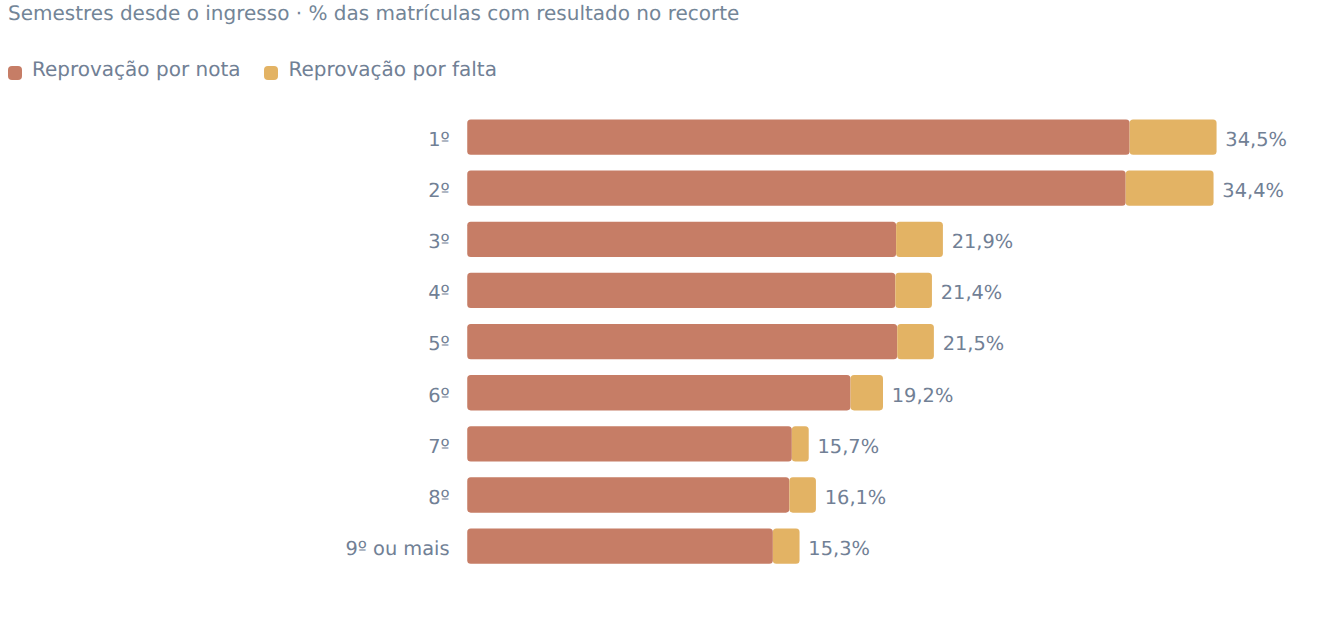 Semestres desde o ingresso · % das matrículas com resultado no recorte
Reprovação por nota Reprovação por falta
1º 34,5%
2º 34,4%
3º 21,9%
4º 21,4%
5º 21,5%
6º 19,2%
7º 15,7%
8º 16,1%
9º ou mais 15,3%